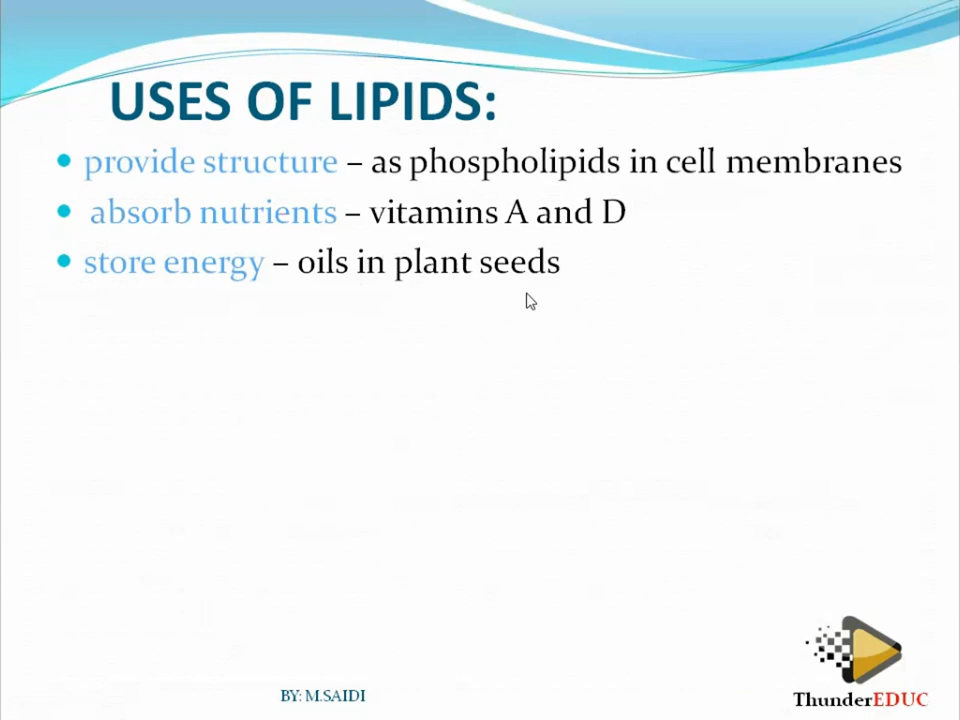 USES OF LIPIDS:
• provide structure – as phospholipids in cell membranes
• absorb nutrients – vitamins A and D
• store energy – oils in plant seeds
BY: M.SAIDI
ThunderEDUC